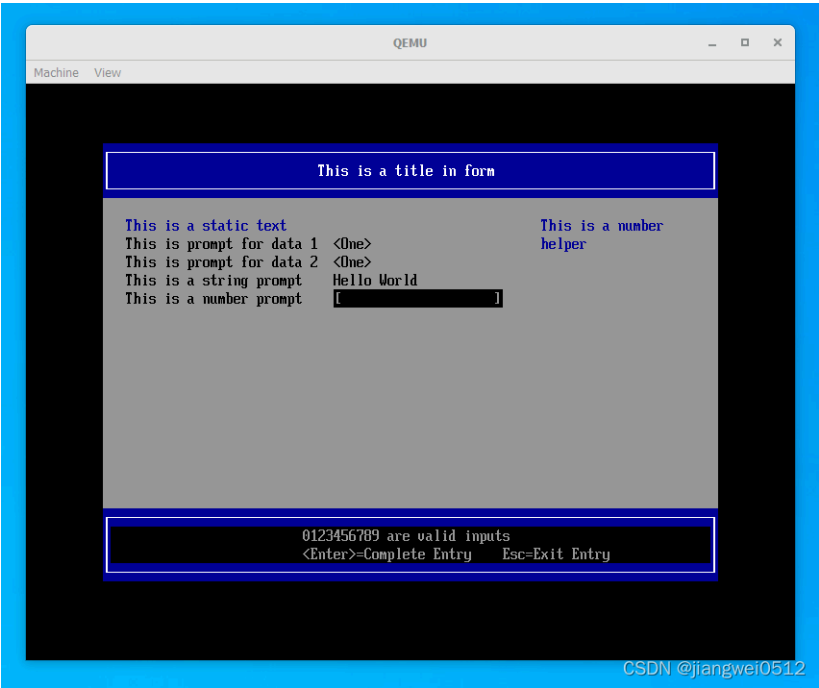 QEMU
Machine View
This is a title in form
This is a static text
This is prompt for data 1 <One>
This is prompt for data 2 <One>
This is a string prompt Hello World
This is a number prompt [ ]
This is a number
helper
0123456789 are valid inputs
<Enter>=Complete Entry Esc=Exit Entry
CSDN @jiangwei0512